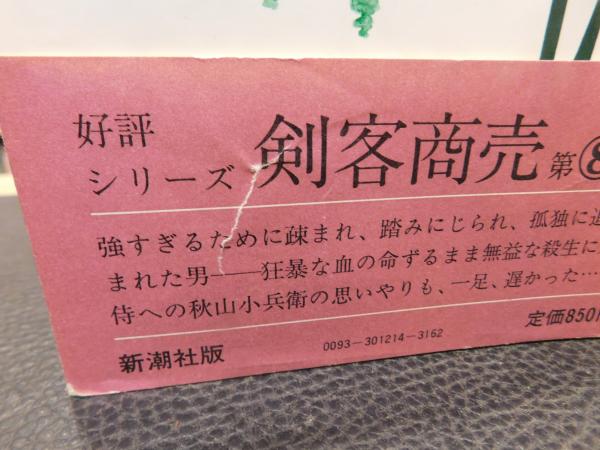 好評
シリーズ
剣客商売 第⑧
強すぎるために疎まれ、踏みにじられ、孤独に追
まれた男──狂暴な血の命ずるまま無益な殺生に
侍への秋山小兵衛の思いやりも、一足、遅かった…
新潮社版
0093-301214-3162
定価850